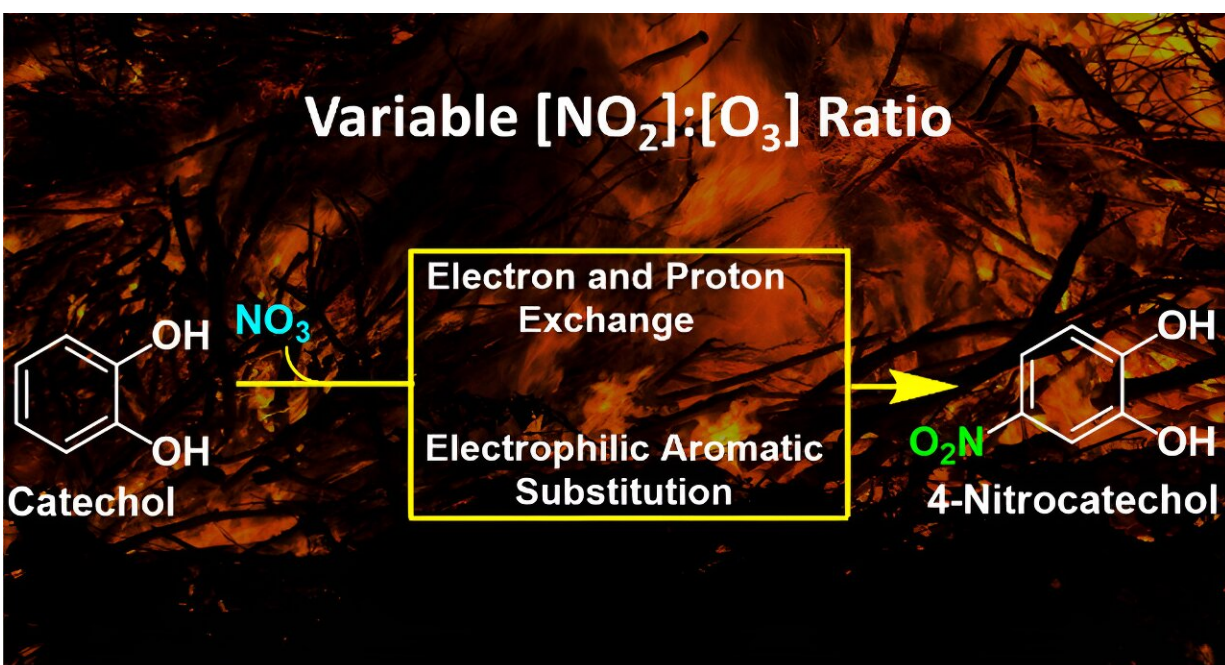 Variable [NO₂]:[O₃] Ratio
Electron and Proton
Exchange
NO₃
OH
OH
Catechol
Electrophilic Aromatic
Substitution
OH
OH
O₂N
4-Nitrocatechol